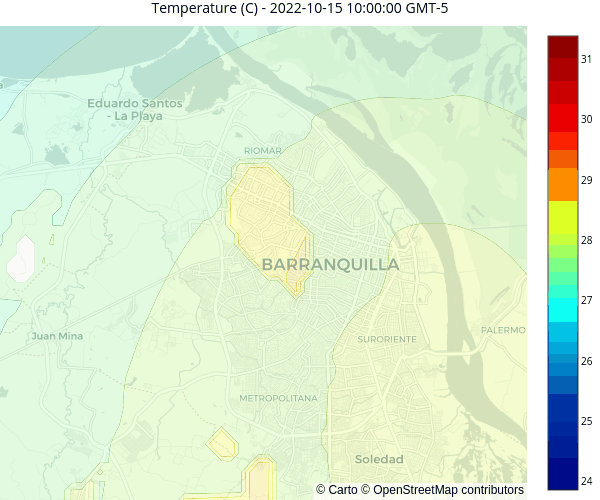 Temperature (C) - 2022-10-15 10:00:00 GMT-5
Eduardo Santos
- La Playa
RIOMAR
BARRANQUILLA
Juan Mina
SURORIENTE
PALERMO
METROPOLITANA
Soledad
© Carto © OpenStreetMap contributors
31
30
29
28
27
26
25
24